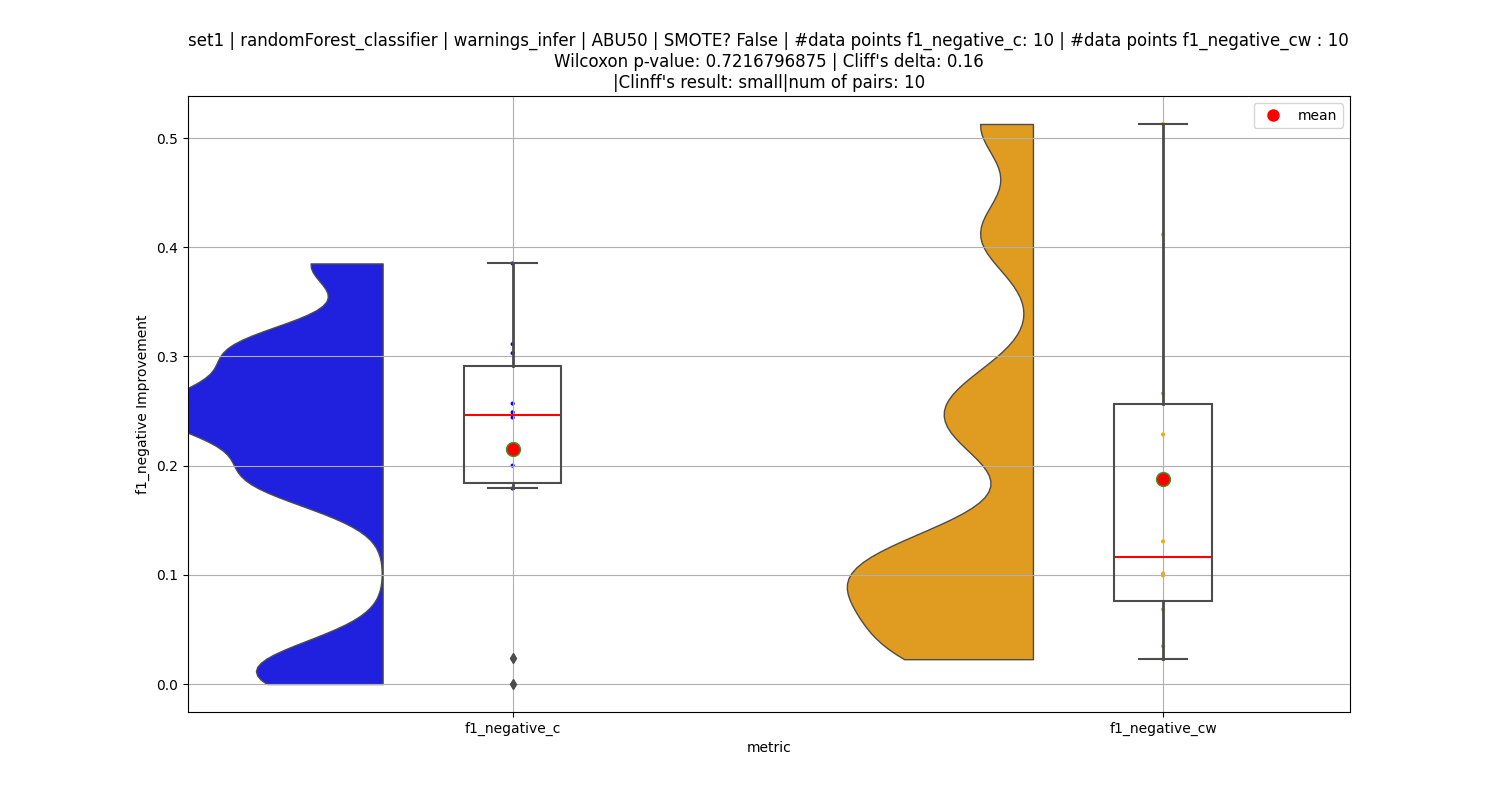 set1 | randomForest_classifier | warnings_infer | ABU50 | SMOTE? False | #data points f1_negative_c: 10 | #data points f1_negative_cw : 10
Wilcoxon p-value: 0.7216796875 | Cliff's delta: 0.16
|Clinff's result: small|num of pairs: 10
mean
0.5
0.4
0.3
0.2
0.1
0.0
f1_negative Improvement
f1_negative_c
f1_negative_cw
metric